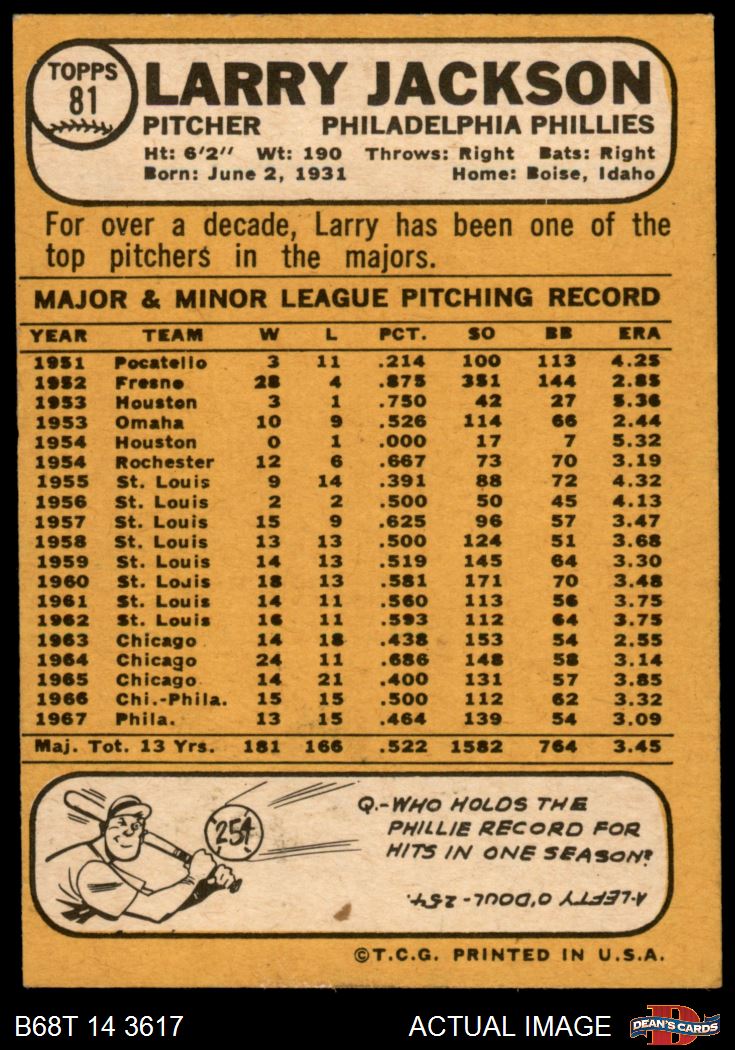 TOPPS
81
LARRY JACKSON
PITCHER PHILADELPHIA PHILLIES
Ht: 6'2'' Wt: 190 Throws: Right Bats: Right
Born: June 2, 1931 Home: Boise, Idaho
For over a decade, Larry has been one of the
top pitchers in the majors.
MAJOR & MINOR LEAGUE PITCHING RECORD
YEAR TEAM W L PCT. SO BB ERA
1951 Pocatello 3 11 .214 100 113 4.25
1952 Fresno 28 4 .875 351 144 2.85
1953 Houston 3 1 .750 42 27 5.36
1953 Omaha 10 9 .526 114 66 2.44
1954 Houston 0 1 .000 17 7 5.32
1954 Rochester 12 6 .667 73 70 3.19
1955 St. Louis 9 14 .391 88 72 4.32
1956 St. Louis 2 2 .500 50 45 4.13
1957 St. Louis 15 9 .625 96 57 3.47
1958 St. Louis 13 13 .500 124 51 3.68
1959 St. Louis 14 13 .519 145 64 3.30
1960 St. Louis 18 13 .581 171 70 3.48
1961 St. Louis 14 11 .560 113 56 3.75
1962 St. Louis 16 11 .593 112 64 3.75
1963 Chicago 14 18 .438 153 54 2.55
1964 Chicago 24 11 .686 148 58 3.14
1965 Chicago 14 21 .400 131 57 3.85
1966 Chi.-Phila. 15 15 .500 112 62 3.32
1967 Phila. 13 15 .464 139 54 3.09
Maj. Tot. 13 Yrs. 181 166 .522 1582 764 3.45
254
Q.-WHO HOLDS THE
PHILLIE RECORD FOR
HITS IN ONE SEASON?
A-LEFTY O'DOUL-254.
©T.C.G. PRINTED IN U.S.A.
B68T 14 3617 ACTUAL IMAGE
D
DEAN'S CARDS